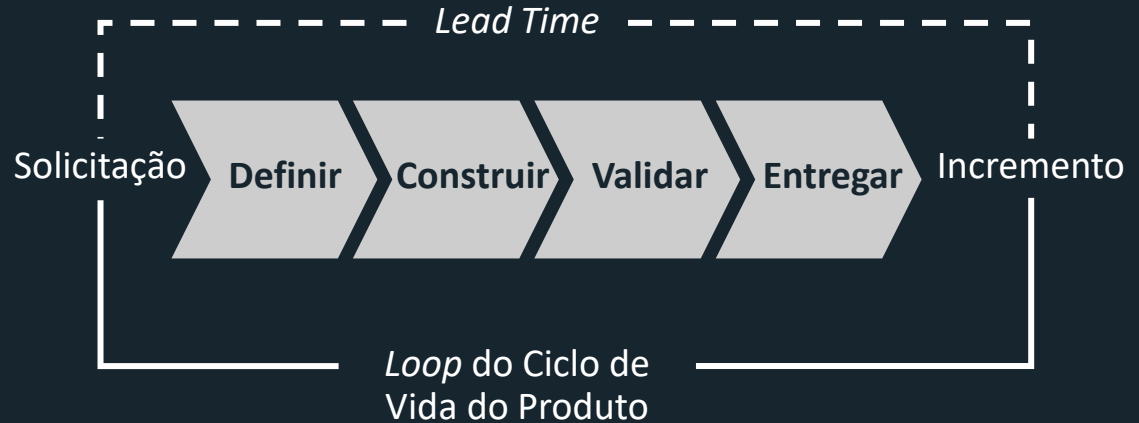 Lead Time
Solicitação
Definir
Construir
Validar
Entregar
Incremento
Loop do Ciclo de
Vida do Produto